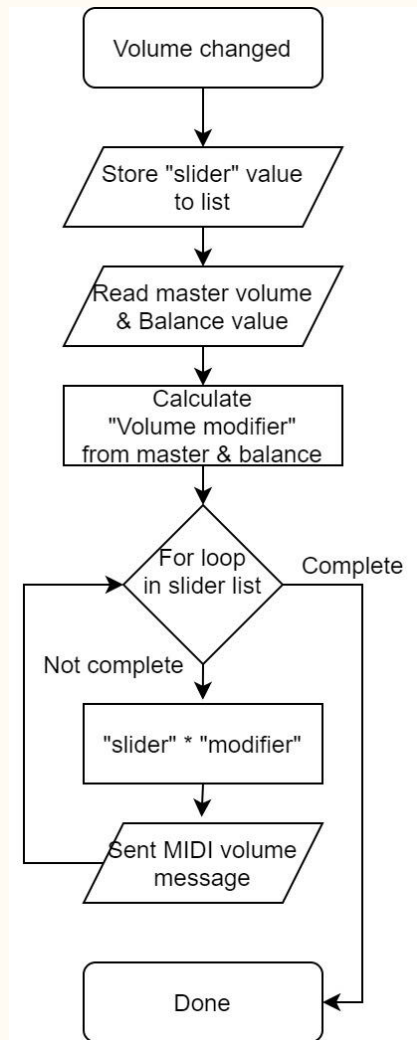 Volume changed
Store "slider" value
to list
Read master volume
& Balance value
Calculate
"Volume modifier"
from master & balance
For loop
in slider list
Complete
Not complete
"slider" * "modifier"
Sent MIDI volume
message
Done